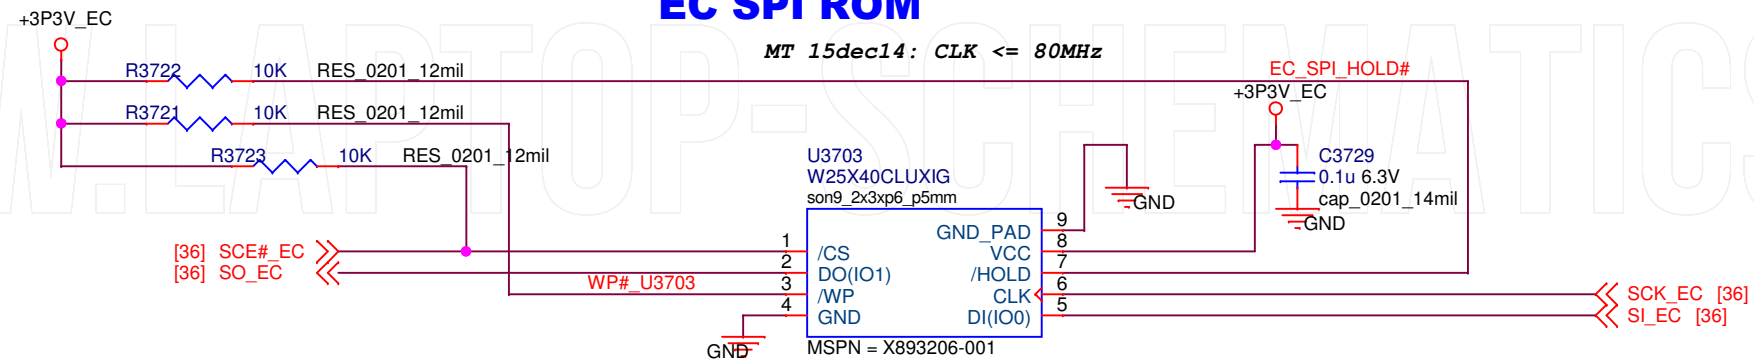 EC SPI ROM
+3P3V_EC
MT 15dec14: CLK <= 80MHz
R3722 10K RES_0201_12mil
EC_SPI_HOLD#
+3P3V_EC
R3721 10K RES_0201_12mil
R3723 10K RES_0201_12mil
U3703
W25X40CLUXIG
son9_2x3xp6_p5mm
C3729
0.1u 6.3V
cap_0201_14mil
GND
GND
[36] SCE#_EC
[36] SO_EC
WP#_U3703
1 /CS
2 DO(IO1)
3 /WP
4 GND
GND_PAD 9
VCC 8
/HOLD 7
CLK 6
DI(IO0) 5
SCK_EC [36]
SI_EC [36]
GND
MSPN = X893206-001
W.LAPTOP-SCHEMATICS